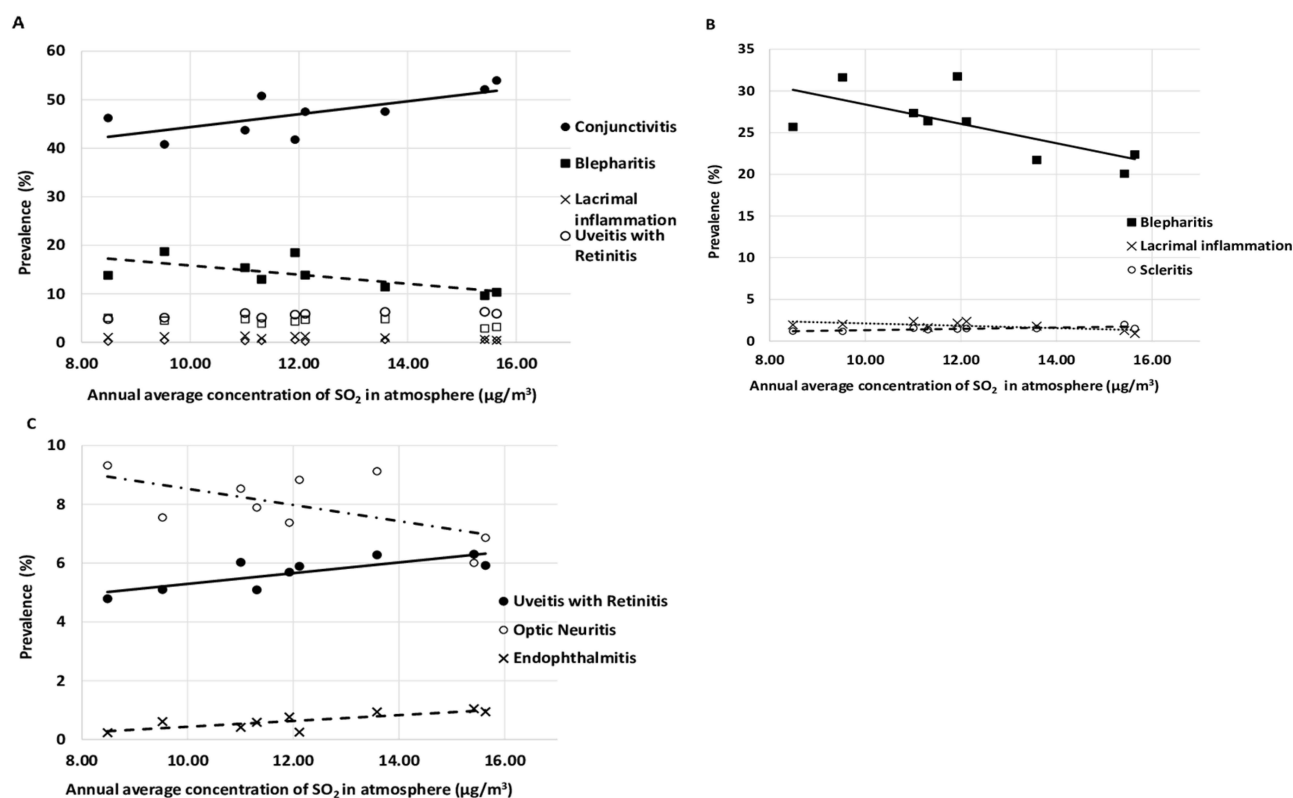 A
60
50
40
30
20
10
0
8.00 10.00 12.00 14.00 16.00
Prevalence (%)
Annual average concentration of SO₂ in atmosphere (µg/m³)
Conjunctivitis
Blepharitis
Lacrimal
inflammation
Uveitis with
Retinitis
B
35
30
25
20
15
10
5
0
8.00 10.00 12.00 14.00 16.00
Prevalence (%)
Annual average concentration of SO₂ in atmosphere (µg/m³)
Blepharitis
Lacrimal inflammation
Scleritis
C
10
8
6
4
2
0
8.00 10.00 12.00 14.00 16.00
Prevalence (%)
Annual average concentration of SO₂ in atmosphere (µg/m³)
Uveitis with Retinitis
Optic Neuritis
Endophthalmitis